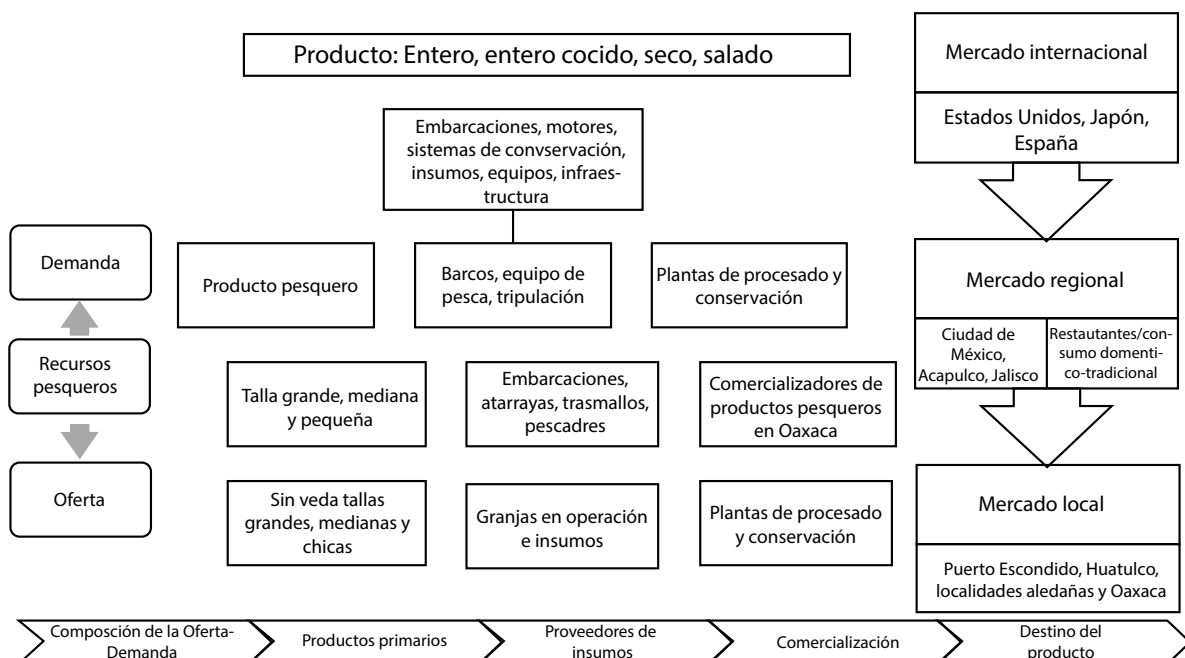 Producto: Entero, entero cocido, seco, salado
Mercado internacional
Estados Unidos, Japón,
España
Embarcaciones, motores,
sistemas de convservación,
insumos, equipos, infraes-
tructura
Demanda
Producto pesquero
Barcos, equipo de
pesca, tripulación
Plantas de procesado y
conservación
Mercado regional
Ciudad de
México,
Acapulco, Jalisco
Restautantes/con-
sumo domenti-
co-tradicional
Recursos
pesqueros
Talla grande, mediana
y pequeña
Embarcaciones,
atarrayas, trasmallos,
pescadres
Comercializadores de
productos pesqueros
en Oaxaca
Oferta
Sin veda tallas
grandes, medianas y
chicas
Granjas en operación
e insumos
Plantas de procesado
y conservación
Mercado local
Puerto Escondido, Huatulco,
localidades aledañas y Oaxaca
Composción de la Oferta-
Demanda
Productos primarios
Proveedores de
insumos
Comercialización
Destino del
producto